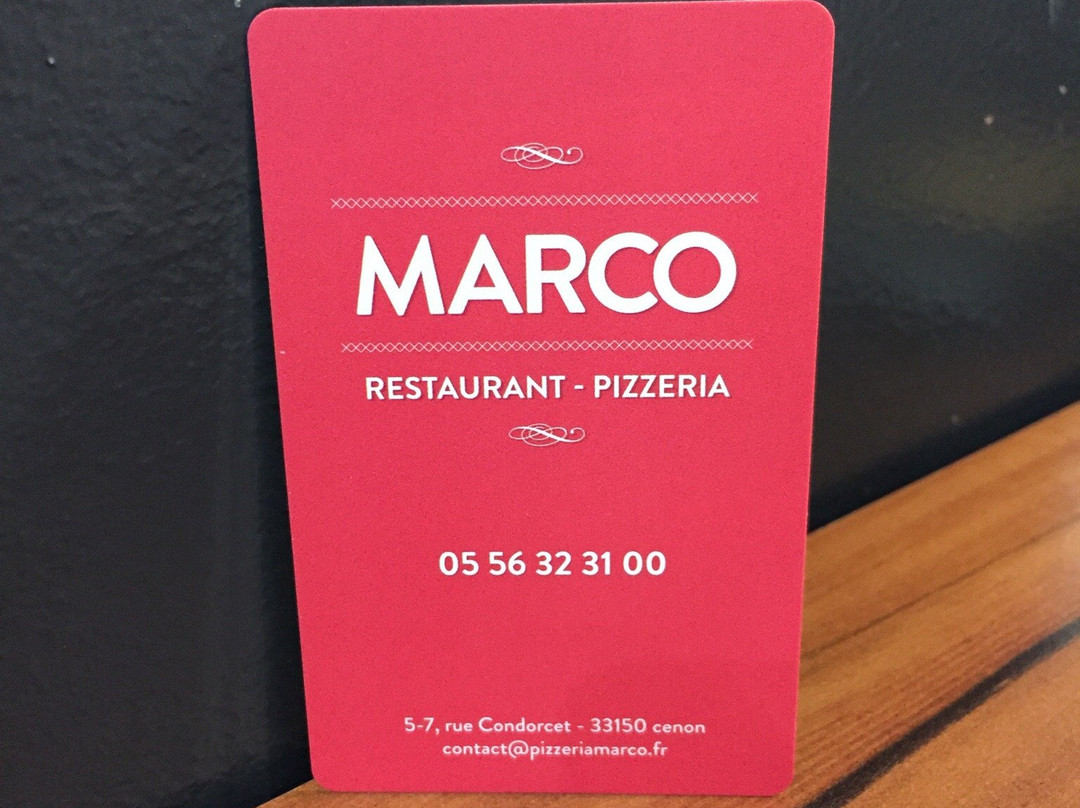 MARCO
RESTAURANT - PIZZERIA
05 56 32 31 00
5-7, rue Condorcet - 33150 cenon
contact@pizzeriamarco.fr